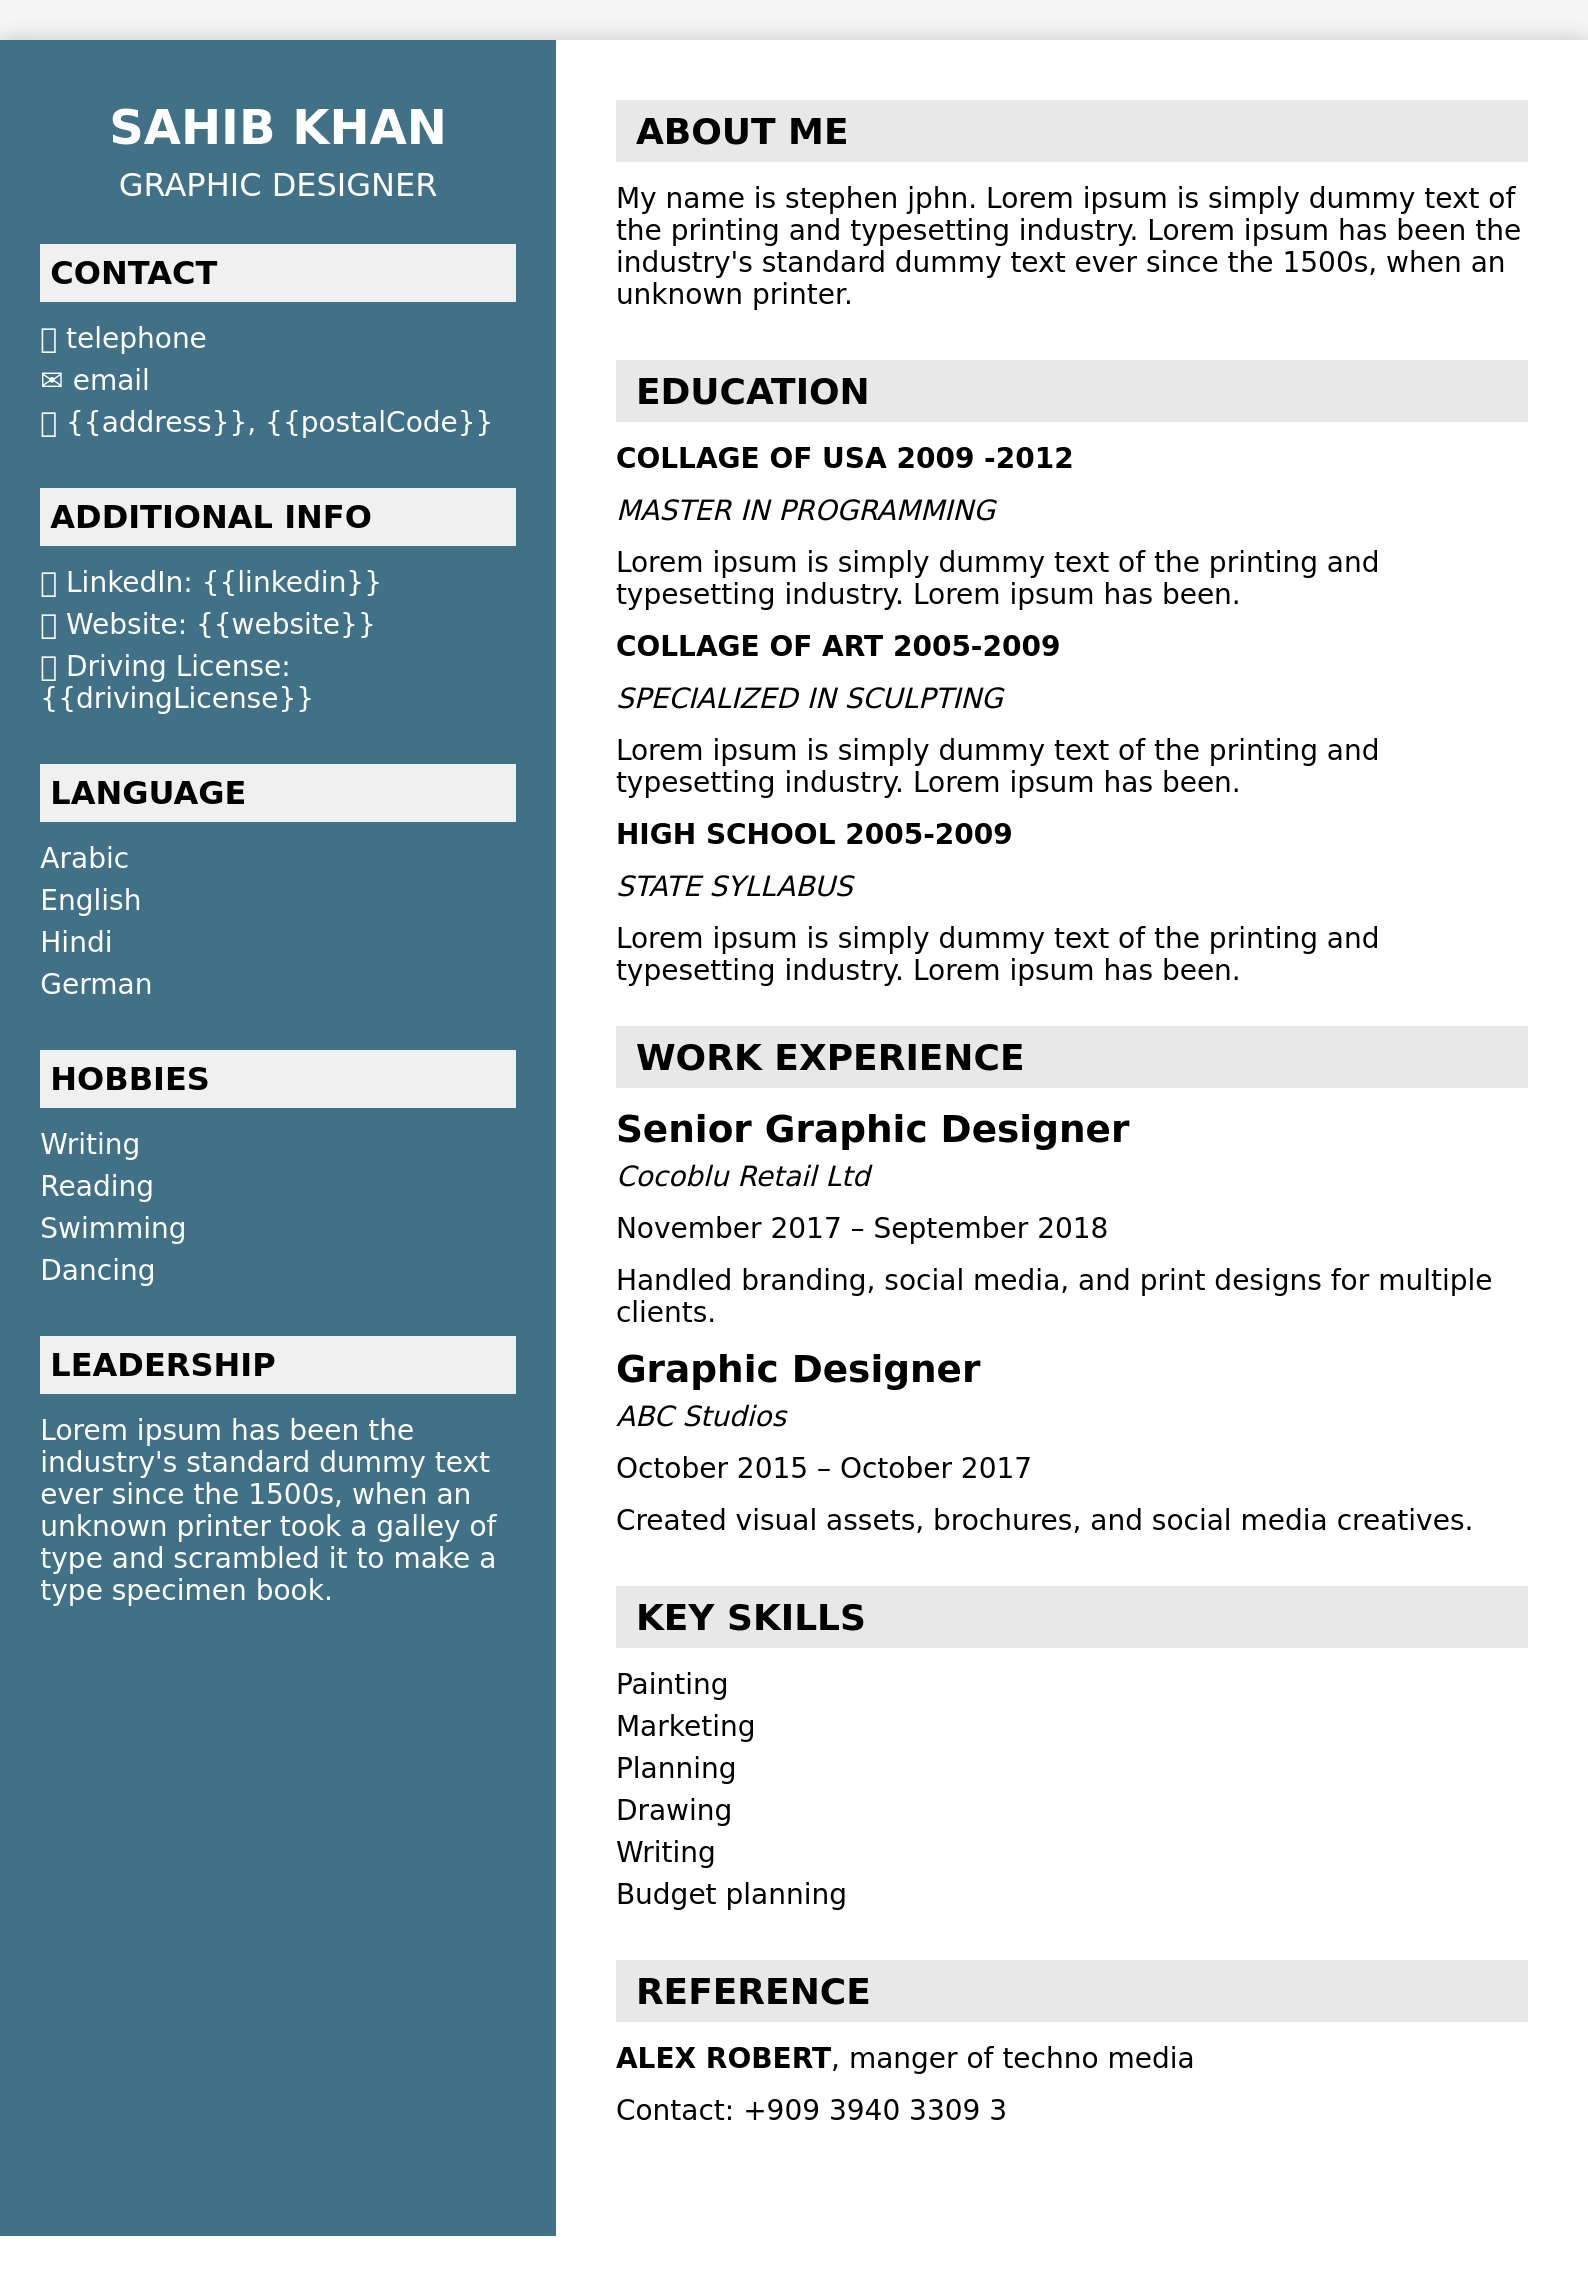 SAHIB KHAN
GRAPHIC DESIGNER
CONTACT
telephone
✉ email
{{address}}, {{postalCode}}
ADDITIONAL INFO
LinkedIn: {{linkedin}}
Website: {{website}}
Driving License:
{{drivingLicense}}
LANGUAGE
Arabic
English
Hindi
German
HOBBIES
Writing
Reading
Swimming
Dancing
LEADERSHIP
Lorem ipsum has been the
industry's standard dummy text
ever since the 1500s, when an
unknown printer took a galley of
type and scrambled it to make a
type specimen book.
ABOUT ME
My name is stephen jphn. Lorem ipsum is simply dummy text of
the printing and typesetting industry. Lorem ipsum has been the
industry's standard dummy text ever since the 1500s, when an
unknown printer.
EDUCATION
COLLAGE OF USA 2009 -2012
MASTER IN PROGRAMMING
Lorem ipsum is simply dummy text of the printing and
typesetting industry. Lorem ipsum has been.
COLLAGE OF ART 2005-2009
SPECIALIZED IN SCULPTING
Lorem ipsum is simply dummy text of the printing and
typesetting industry. Lorem ipsum has been.
HIGH SCHOOL 2005-2009
STATE SYLLABUS
Lorem ipsum is simply dummy text of the printing and
typesetting industry. Lorem ipsum has been.
WORK EXPERIENCE
Senior Graphic Designer
Cocoblu Retail Ltd
November 2017 – September 2018
Handled branding, social media, and print designs for multiple
clients.
Graphic Designer
ABC Studios
October 2015 – October 2017
Created visual assets, brochures, and social media creatives.
KEY SKILLS
Painting
Marketing
Planning
Drawing
Writing
Budget planning
REFERENCE
ALEX ROBERT, manger of techno media
Contact: +909 3940 3309 3